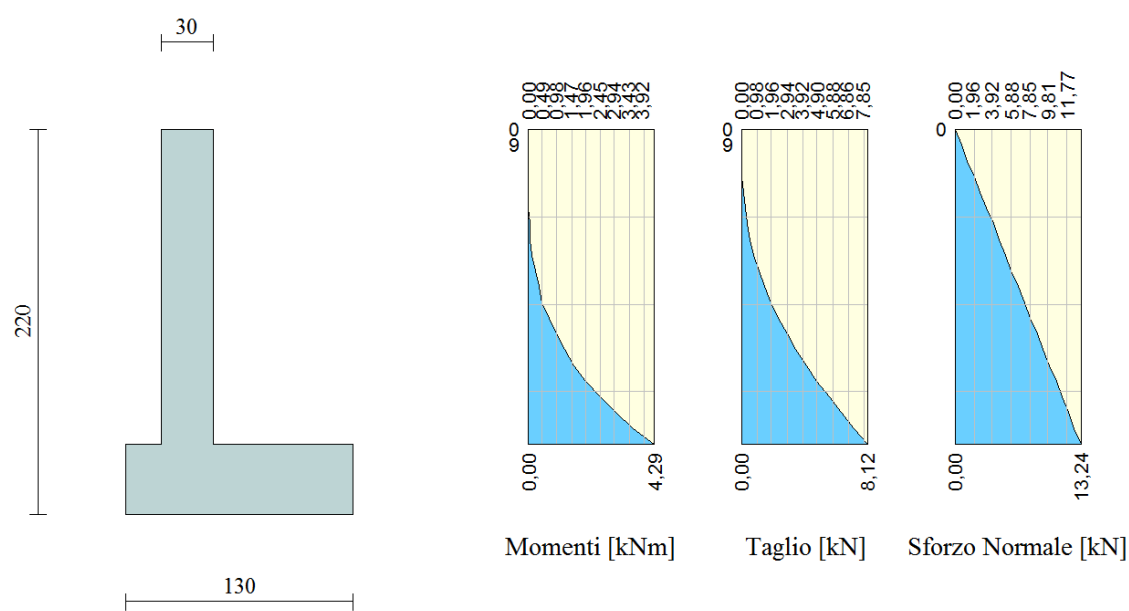 30
220
130
0,00 0,49 0,98 1,47 1,96 2,45 2,94 3,43 3,92
0
9
0,00 4,29
Momenti [kNm]
0,00 0,98 1,96 2,94 3,92 4,90 5,88 6,86 7,85
0
9
0,00 8,12
Taglio [kN]
0,00 1,96 3,92 5,88 7,85 9,81 11,77
0
0,00 13,24
Sforzo Normale [kN]